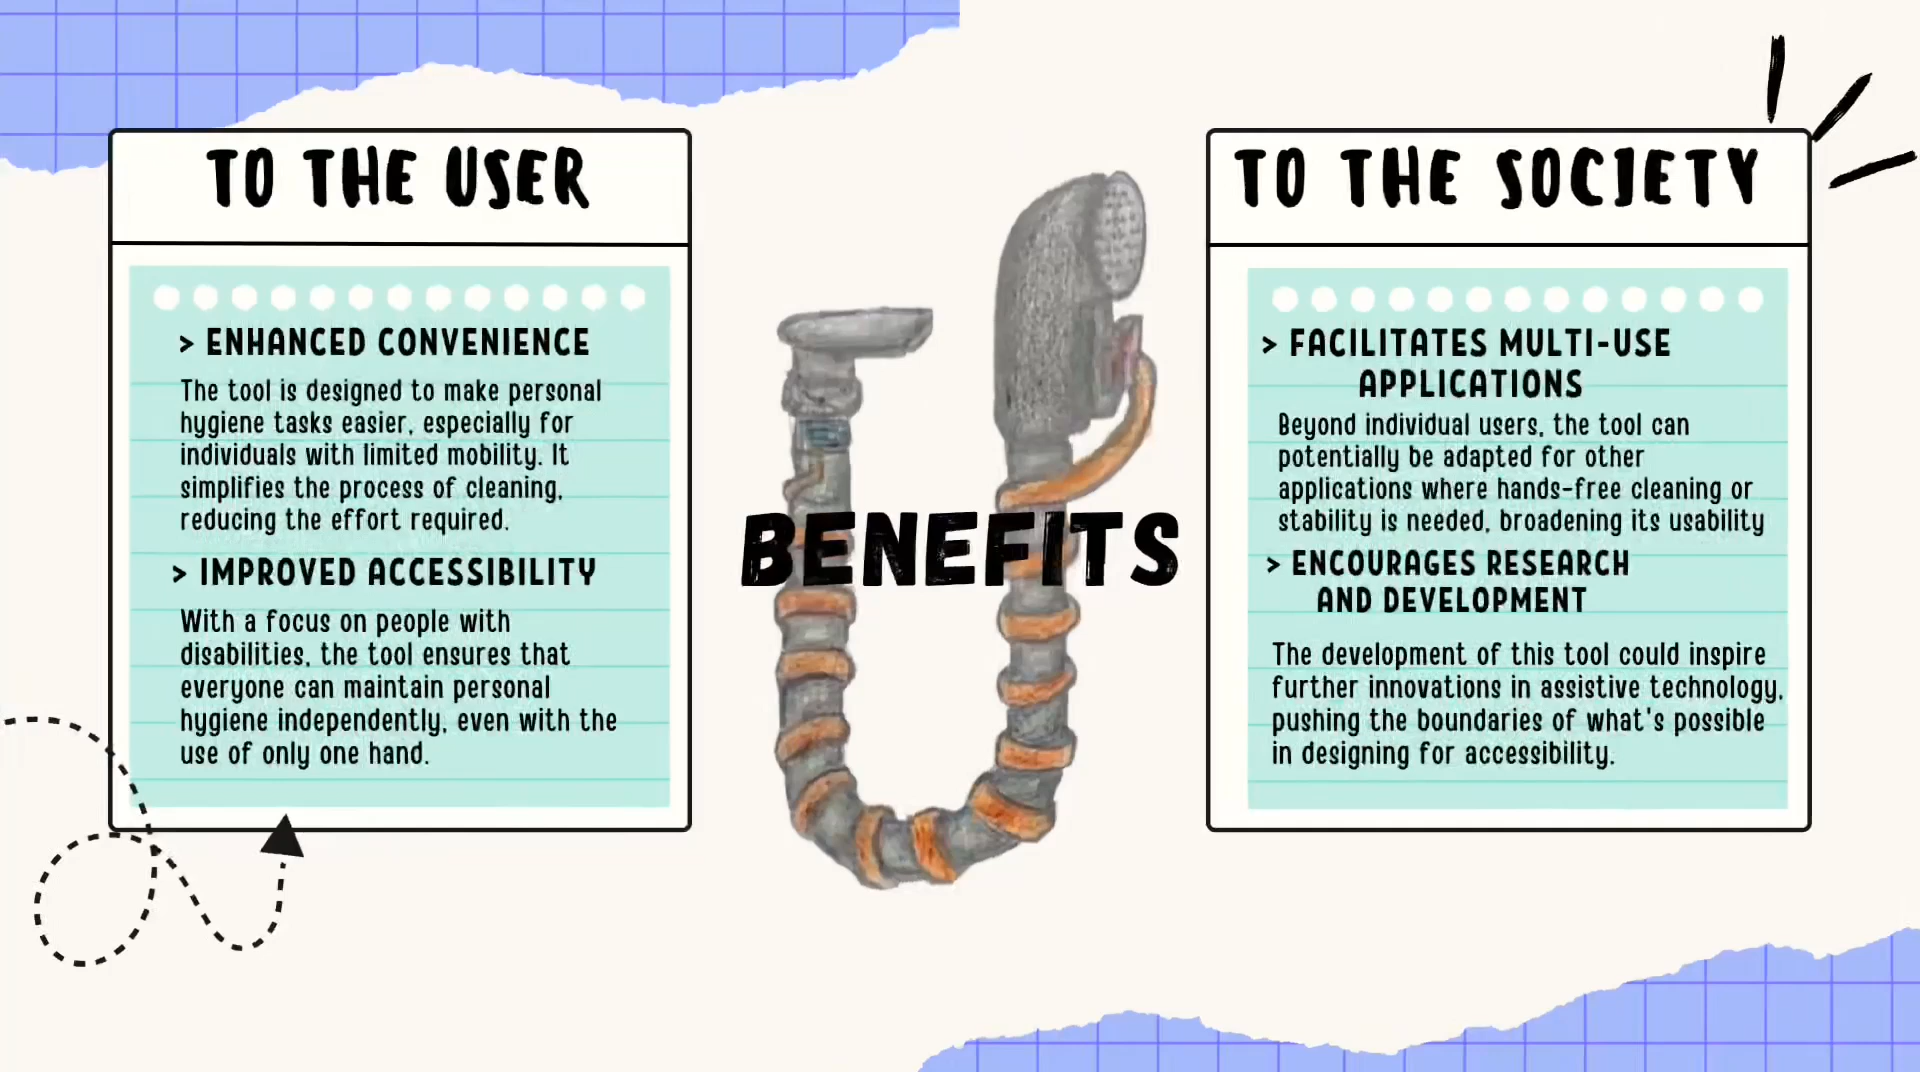 TO THE USER
> ENHANCED CONVENIENCE
The tool is designed to make personal
hygiene tasks easier, especially for
individuals with limited mobility. It
simplifies the process of cleaning,
reducing the effort required.
> IMPROVED ACCESSIBILITY
With a focus on people with
disabilities, the tool ensures that
everyone can maintain personal
hygiene independently, even with the
use of only one hand.
BENEFITS
TO THE SOCIETY
> FACILITATES MULTI-USE
APPLICATIONS
Beyond individual users, the tool can
potentially be adapted for other
applications where hands-free cleaning or
stability is needed, broadening its usability
> ENCOURAGES RESEARCH
AND DEVELOPMENT
The development of this tool could inspire
further innovations in assistive technology,
pushing the boundaries of what's possible
in designing for accessibility.